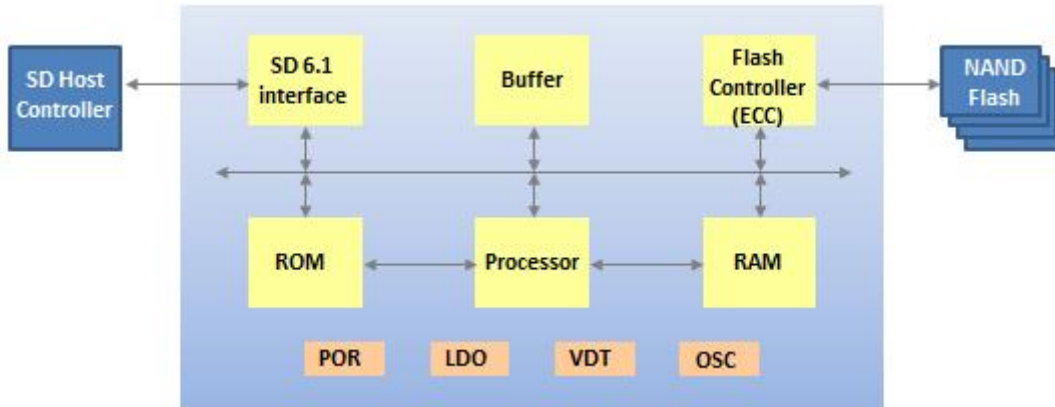 SD Host
Controller
SD 6.1
interface
Buffer
Flash
Controller
(ECC)
NAND
Flash
ROM
Processor
RAM
POR
LDO
VDT
OSC